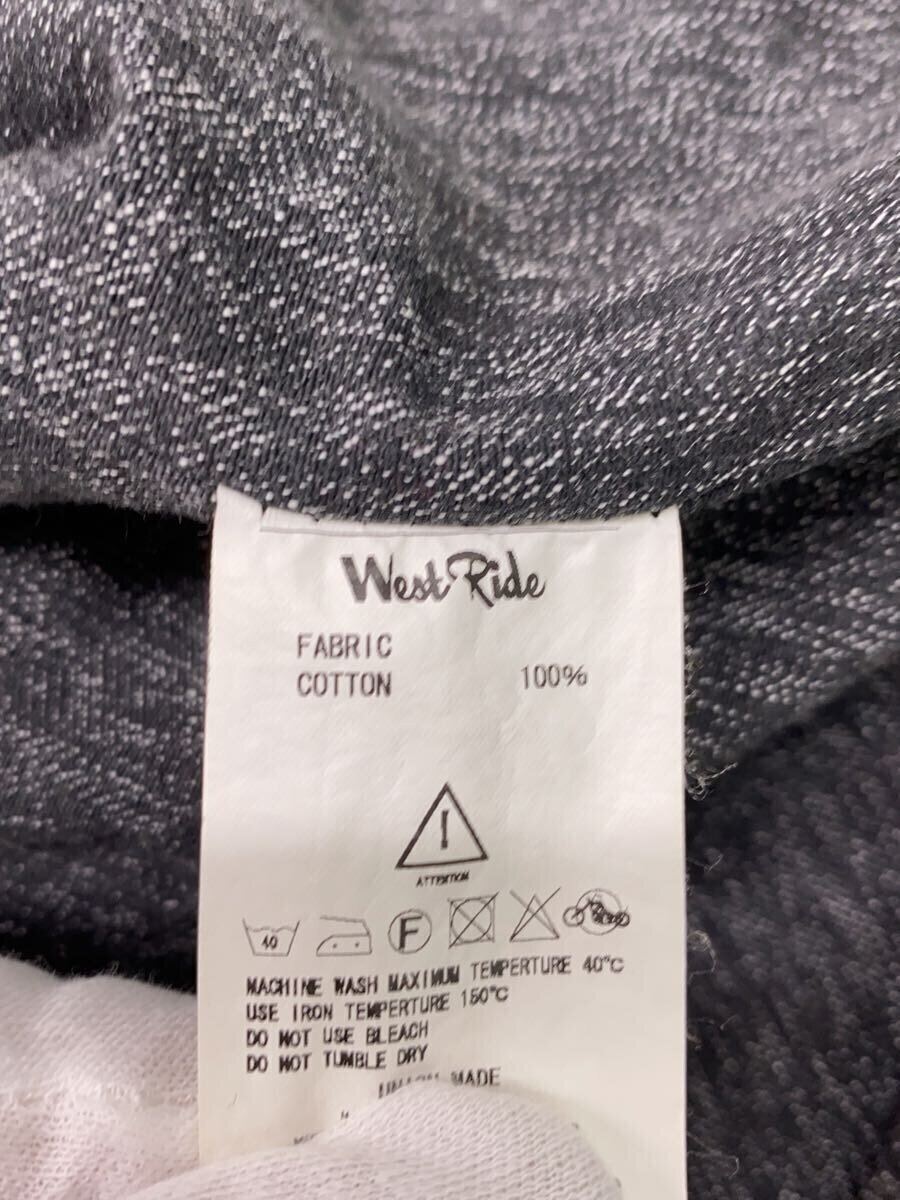 West Ride
FABRIC
COTTON 100%
ATTENTION
40 F
MACHINE WASH MAXIMUM TEMPERTURE 40℃
USE IRON TEMPERTURE 150℃
DO NOT USE BLEACH
DO NOT TUMBLE DRY
MADE